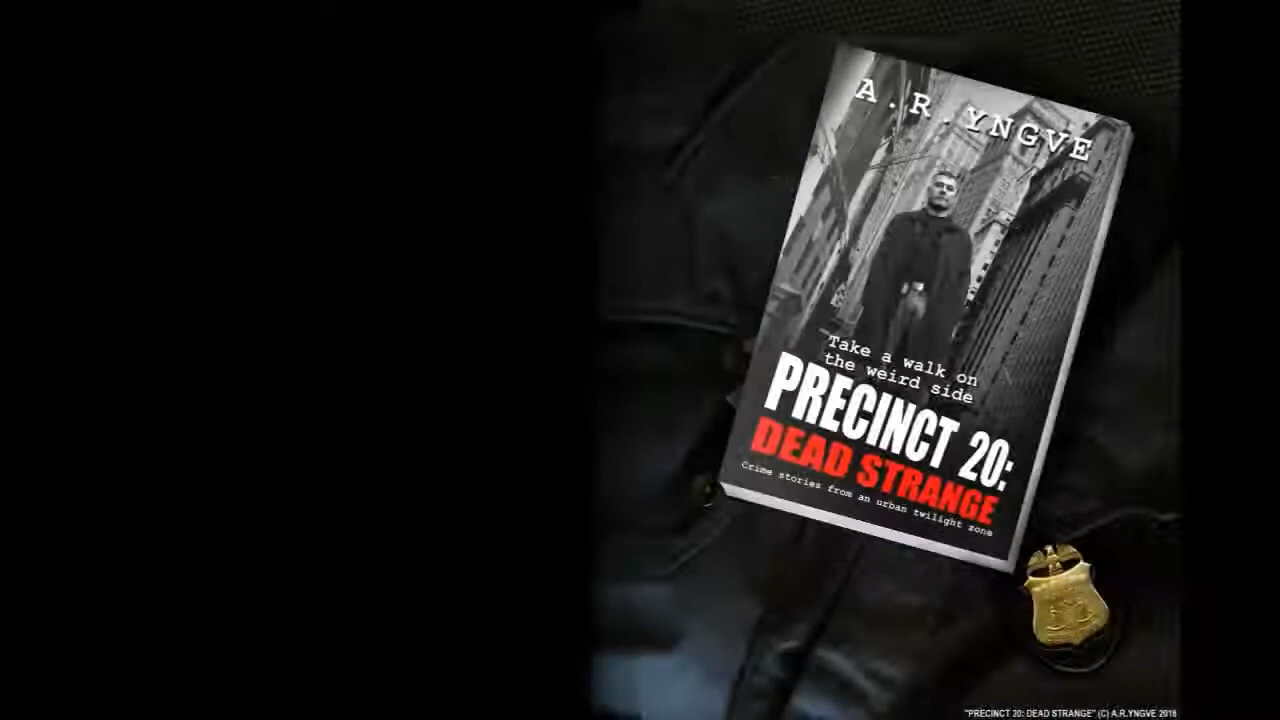 A.R.YNGVE
Take a walk on
the weird side
PRECINCT 20:
DEAD STRANGE
Crime stories from an urban twilight zone
"PRECINCT 20: DEAD STRANGE" (C) A.R.YNGVE 2018